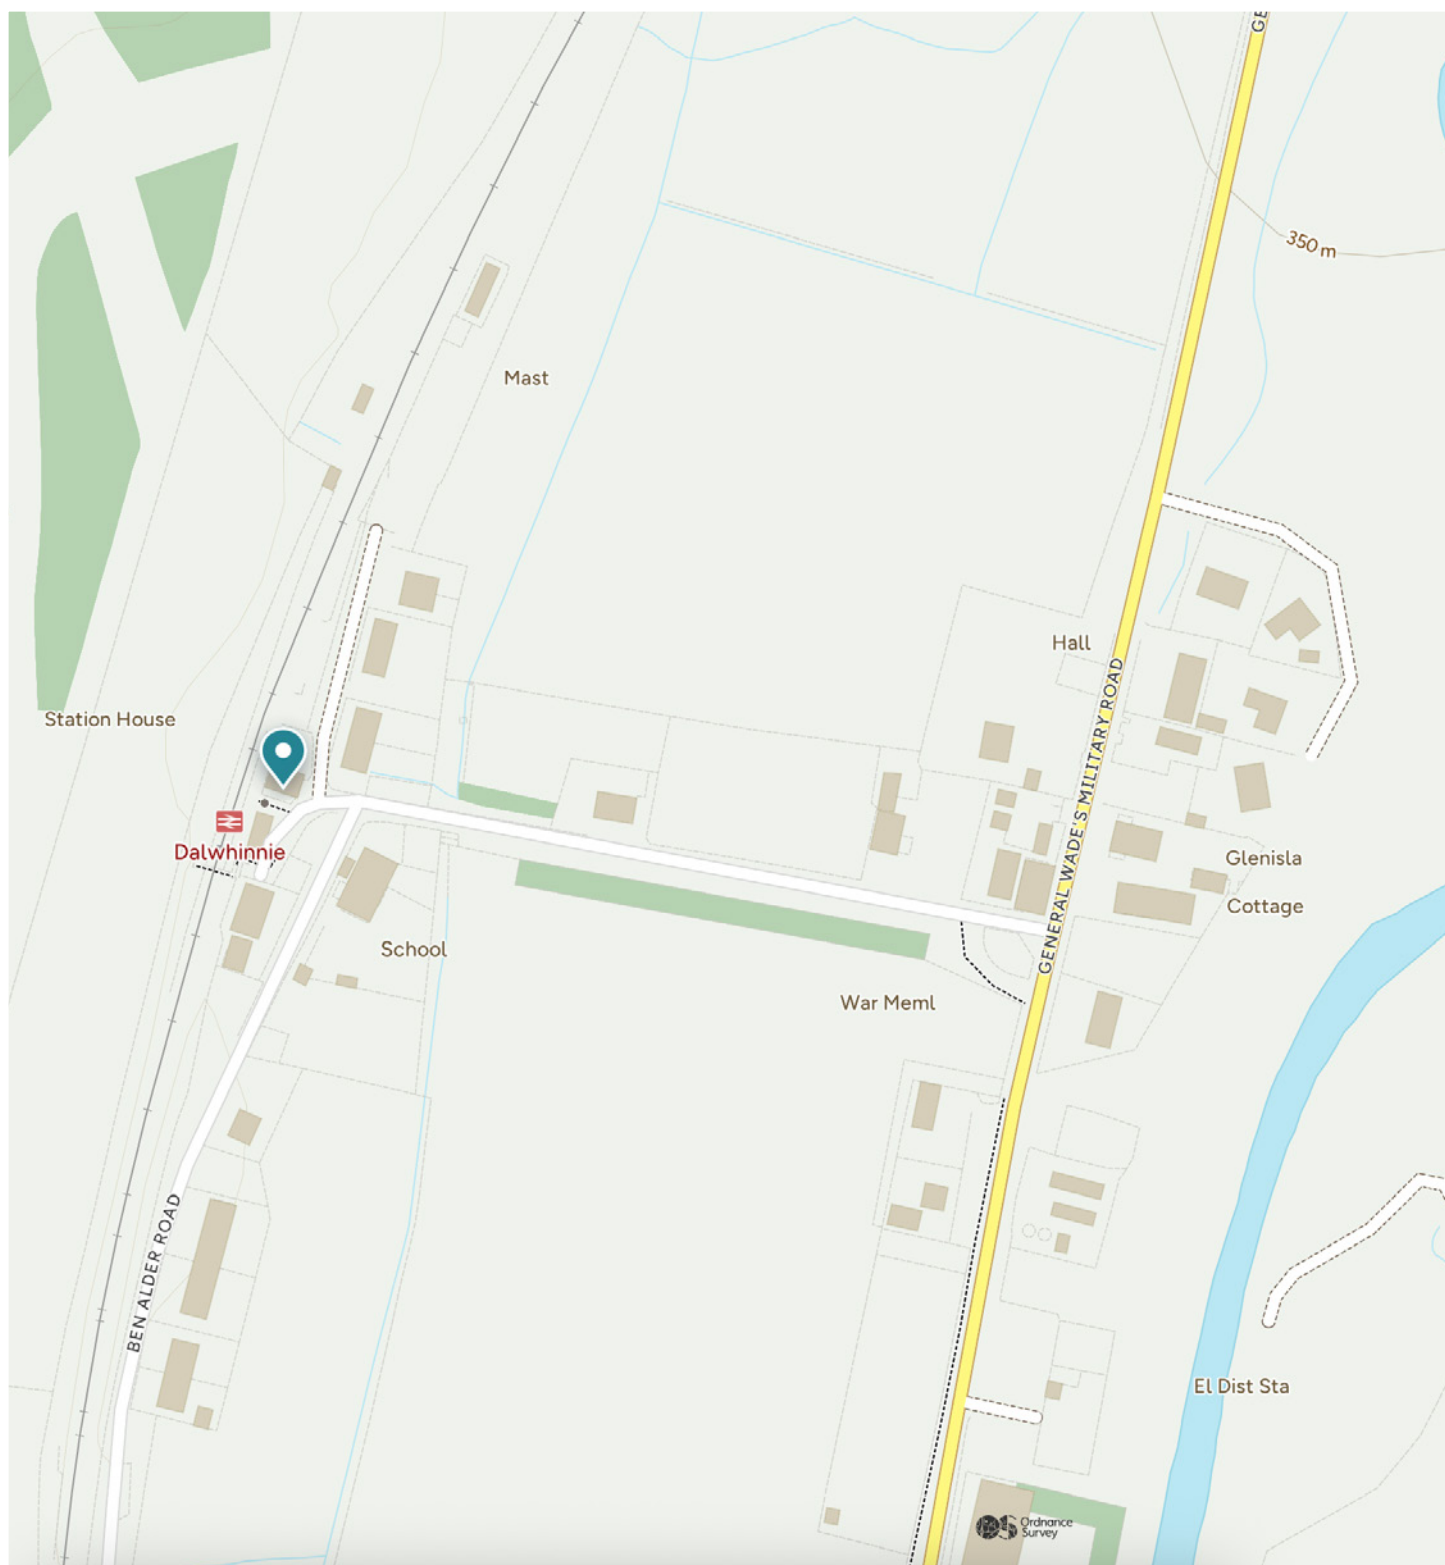 GE
350 m
Mast
Hall
GENERAL WADE'S MILITARY ROAD
Station House
Dalwhinnie
Glenisla
Cottage
School
War Meml
BEN ALDER ROAD
El Dist Sta
OS Ordnance
Survey